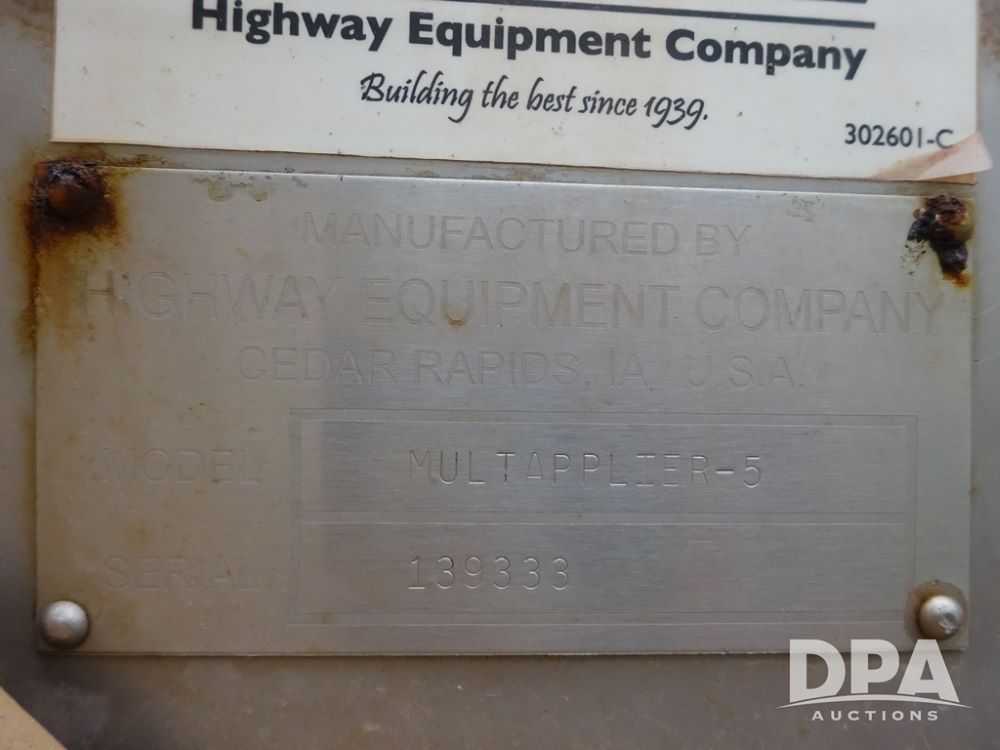 Highway Equipment Company
Building the best since 1939.
302601-C
MANUFACTURED BY
HIGHWAY EQUIPMENT COMPANY
CEDAR RAPIDS, IA, U.S.A.
MODEL MULTAPPLIER-5
SERIAL 139333
DPA
AUCTIONS